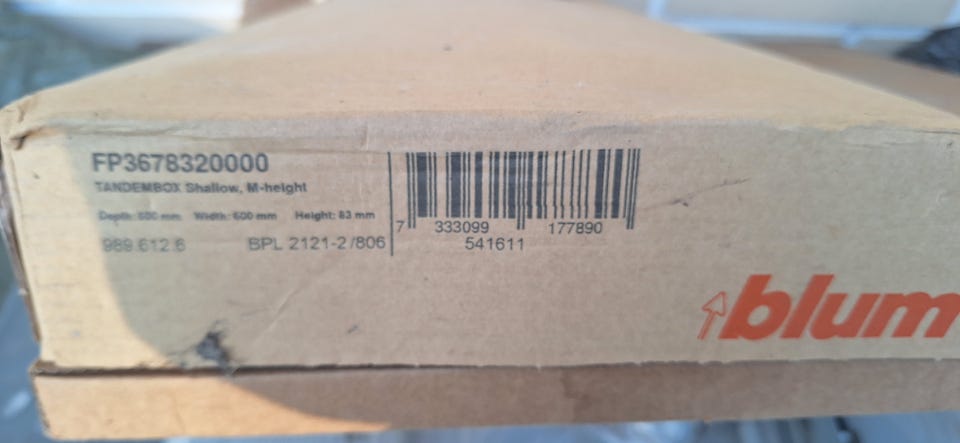 FP3678320000
TANDEMBOX Shallow, M-height
Depth: 500 mm Width: 600 mm Height: 83 mm
989.612.6 BPL 2121-2/806
7 333099 177890
541611
blum